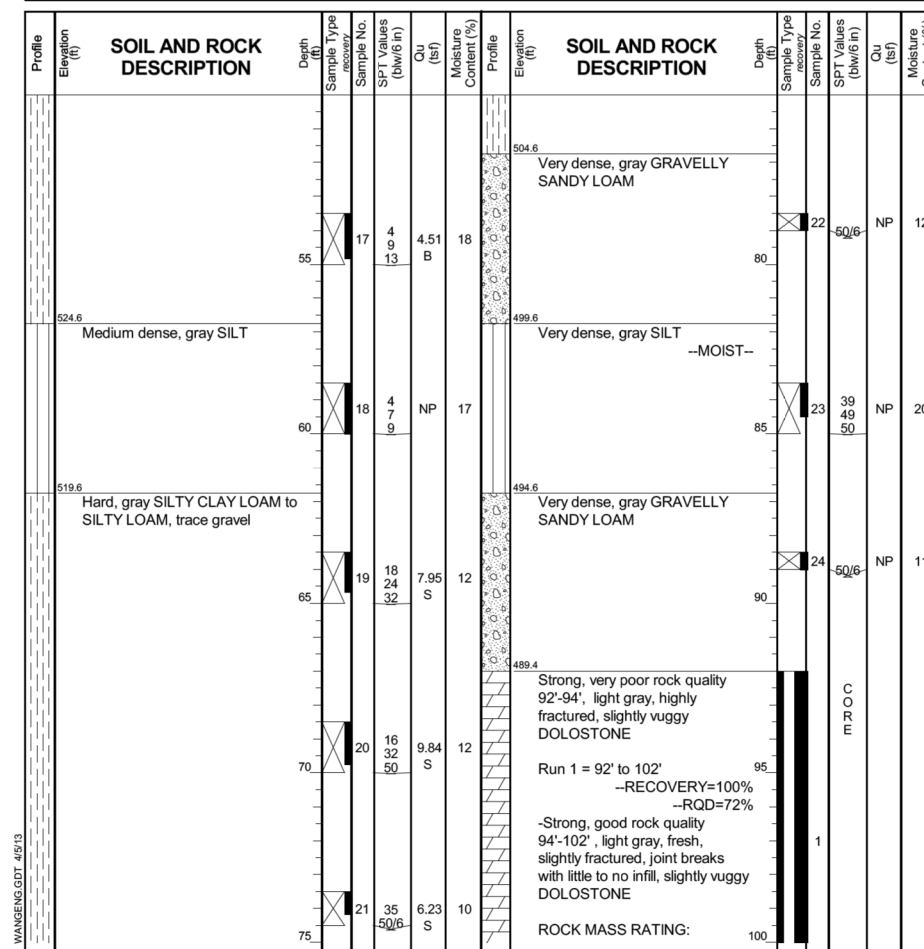 Profile
Elevation (ft)
SOIL AND ROCK
DESCRIPTION
Depth (ft)
Sample Type
recovery
Sample No.
SPT Values
(blw/6 in)
Qu
(tsf)
Moisture
Content (%)
17
4
9
13
4.51
B
18
55
524.6
Medium dense, gray SILT
18
4
7
9
NP
17
60
519.6
Hard, gray SILTY CLAY LOAM to
SILTY LOAM, trace gravel
19
18
24
32
7.95
S
12
65
20
16
32
50
9.84
S
12
70
21
35
50/6
6.23
S
10
75
WANGENG.GDT 4/5/13
Profile
Elevation (ft)
SOIL AND ROCK
DESCRIPTION
Depth (ft)
Sample Type
recovery
Sample No.
SPT Values
(blw/6 in)
Qu
(tsf)
Moisture
504.6
Very dense, gray GRAVELLY
SANDY LOAM
22
50/6
NP
80
499.6
Very dense, gray SILT
--MOIST--
23
39
49
50
NP
85
494.6
Very dense, gray GRAVELLY
SANDY LOAM
24
50/6
NP
90
489.4
Strong, very poor rock quality
92'-94', light gray, highly
fractured, slightly vuggy
DOLOSTONE
CORE
Run 1 = 92' to 102'
95
--RECOVERY=100%
--RQD=72%
-Strong, good rock quality
94'-102' , light gray, fresh,
1
slightly fractured, joint breaks
with little to no infill, slightly vuggy
DOLOSTONE
ROCK MASS RATING:
100